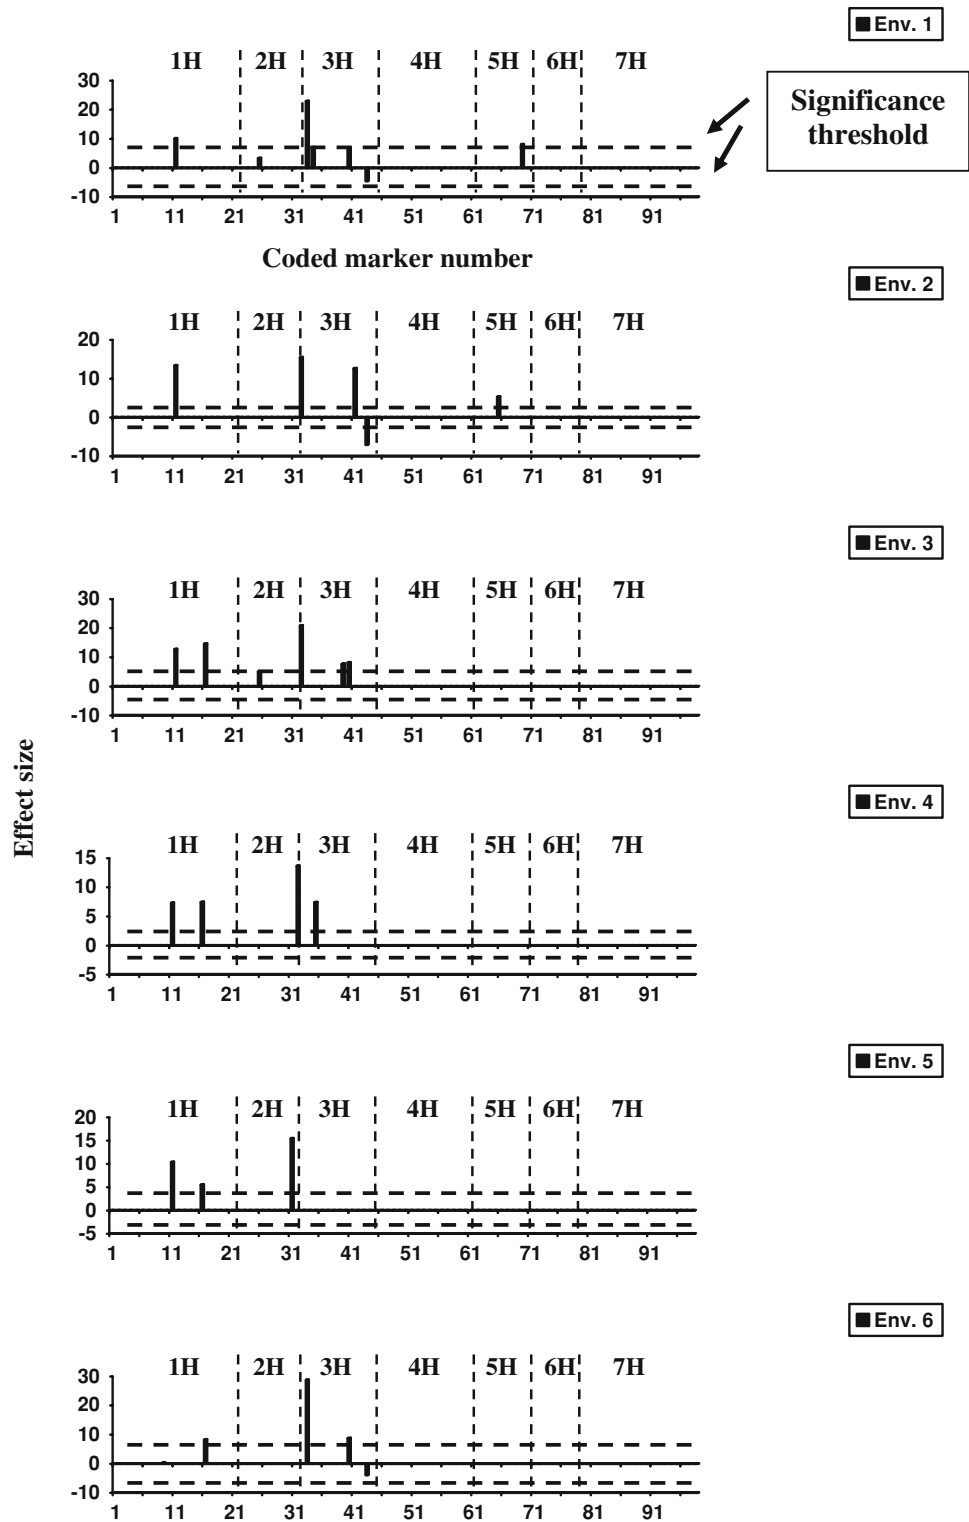 Env. 1
1H 2H 3H 4H 5H 6H 7H
Significance
threshold
30
20
10
0
-10
1 11 21 31 41 51 61 71 81 91
Coded marker number
Env. 2
1H 2H 3H 4H 5H 6H 7H
20
10
0
-10
1 11 21 31 41 51 61 71 81 91
Env. 3
1H 2H 3H 4H 5H 6H 7H
30
20
10
0
-10
1 11 21 31 41 51 61 71 81 91
Effect size
Env. 4
1H 2H 3H 4H 5H 6H 7H
15
10
5
0
-5
1 11 21 31 41 51 61 71 81 91
Env. 5
1H 2H 3H 4H 5H 6H 7H
20
15
10
5
0
-5
1 11 21 31 41 51 61 71 81 91
Env. 6
1H 2H 3H 4H 5H 6H 7H
30
20
10
0
-10
1 11 21 31 41 51 61 71 81 91